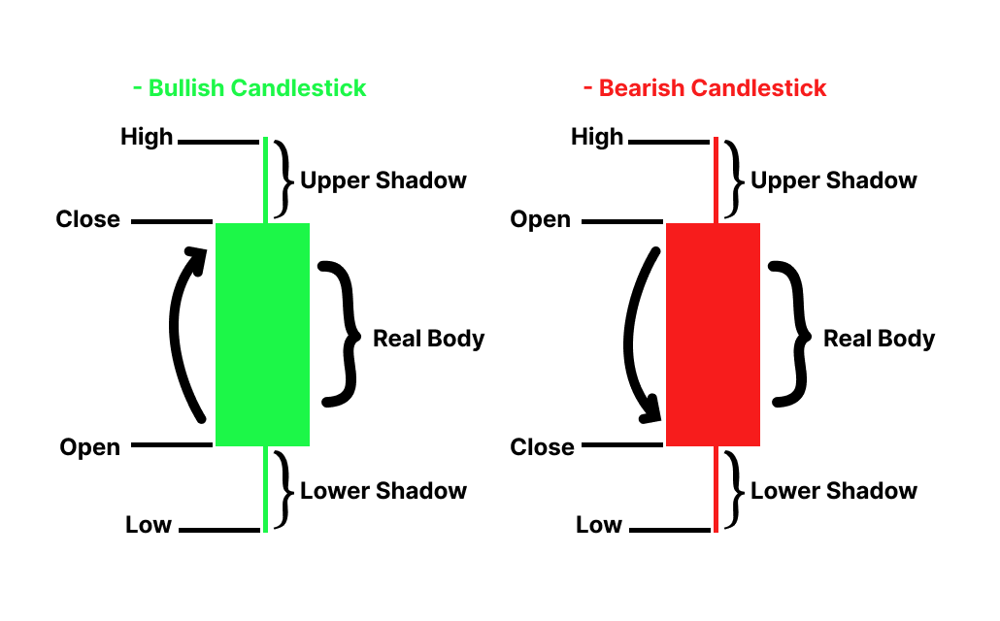 - Bullish Candlestick
High
Upper Shadow
Close
Real Body
Open
Lower Shadow
Low
- Bearish Candlestick
High
Upper Shadow
Open
Real Body
Close
Lower Shadow
Low